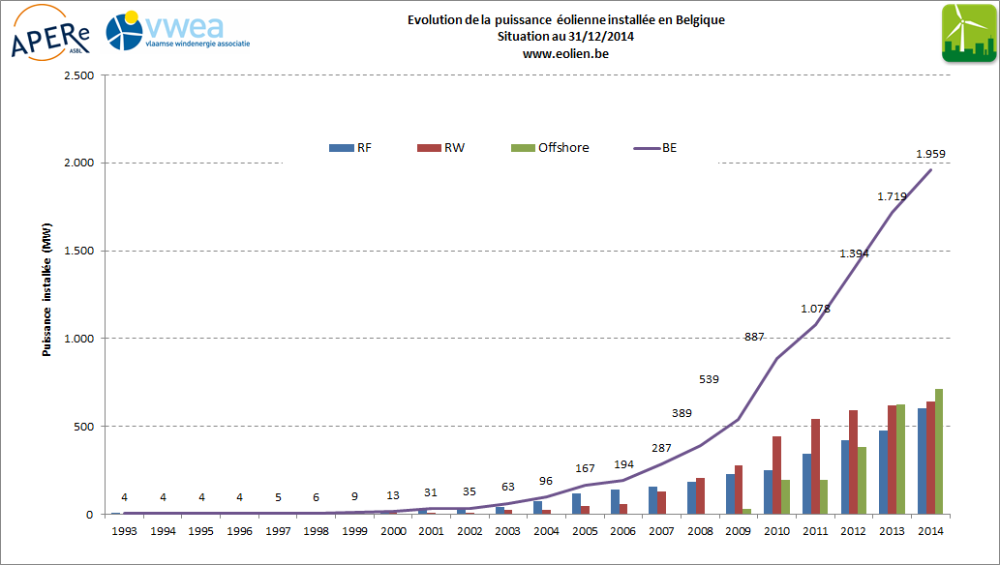 APERe
ASBL
vwea
vlaamse windenergie associatie
Evolution de la puissance éolienne installée en Belgique
Situation au 31/12/2014
www.eolien.be
Puissance installée (MW)
2.500
2.000
1.500
1.000
500
0
RF RW Offshore BE
4 4 4 4 5 6 9 13 31 35 63 96 167 194 287 389 539 887 1.078 1.394 1.719 1.959
1993 1994 1995 1996 1997 1998 1999 2000 2001 2002 2003 2004 2005 2006 2007 2008 2009 2010 2011 2012 2013 2014